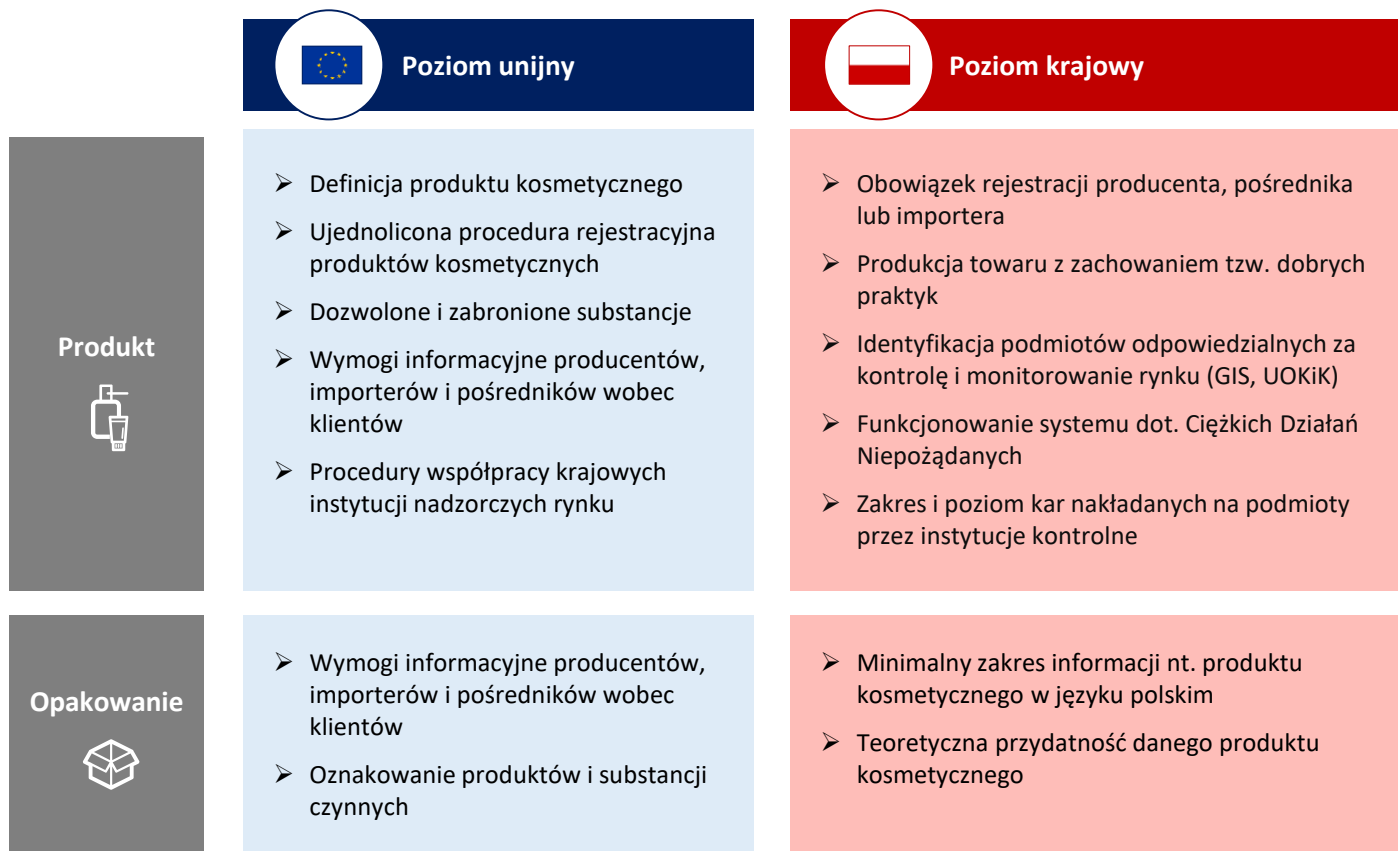 Poziom unijny
Poziom krajowy
Produkt
➢ Definicja produktu kosmetycznego
➢ Ujednolicona procedura rejestracyjna
produktów kosmetycznych
➢ Dozwolone i zabronione substancje
➢ Wymogi informacyjne producentów,
importerów i pośredników wobec
klientów
➢ Procedury współpracy krajowych
instytucji nadzorczych rynku
➢ Obowiązek rejestracji producenta, pośrednika
lub importera
➢ Produkcja towaru z zachowaniem tzw. dobrych
praktyk
➢ Identyfikacja podmiotów odpowiedzialnych za
kontrolę i monitorowanie rynku (GIS, UOKiK)
➢ Funkcjonowanie systemu dot. Ciężkich Działań
Niepożądanych
➢ Zakres i poziom kar nakładanych na podmioty
przez instytucje kontrolne
Opakowanie
➢ Wymogi informacyjne producentów,
importerów i pośredników wobec
klientów
➢ Oznakowanie produktów i substancji
czynnych
➢ Minimalny zakres informacji nt. produktu
kosmetycznego w języku polskim
➢ Teoretyczna przydatność danego produktu
kosmetycznego